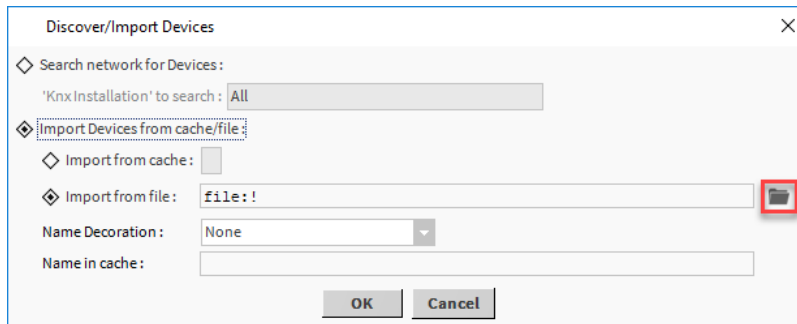 Discover/Import Devices
Search network for Devices :
'Knx Installation' to search : All
Import Devices from cache/file :
Import from cache :
Import from file : file:!
Name Decoration : None
Name in cache :
OK Cancel